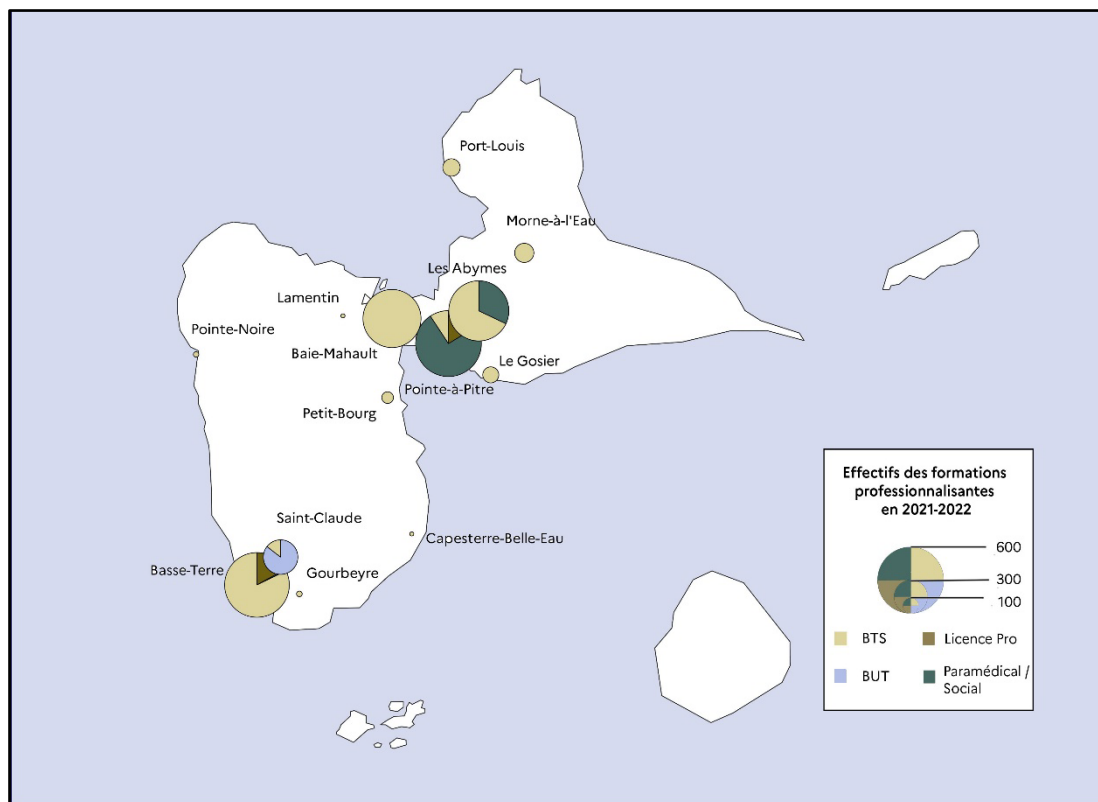 Port-Louis
Morne-à-l'Eau
Les Abymes
Lamentin
Pointe-Noire
Baie-Mahault
Le Gosier
Pointe-à-Pitre
Petit-Bourg
Saint-Claude
Capesterre-Belle-Eau
Basse-Terre
Gourbeyre
Effectifs des formations
professionnalisantes
en 2021-2022
600
300
100
BTS
Licence Pro
BUT
Paramédical /
Social